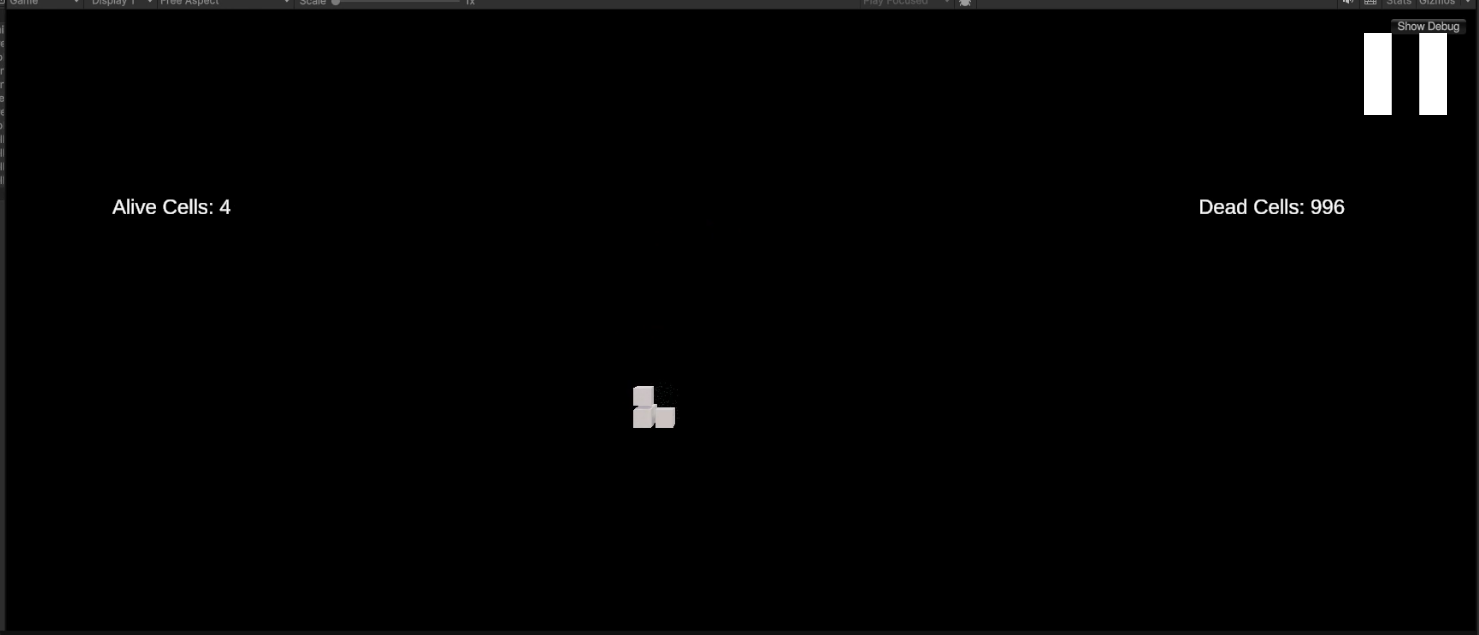 Game Display 1 Free Aspect Scale 1x Play Focused Stats Gizmos
Show Debug
Alive Cells: 4
Dead Cells: 996